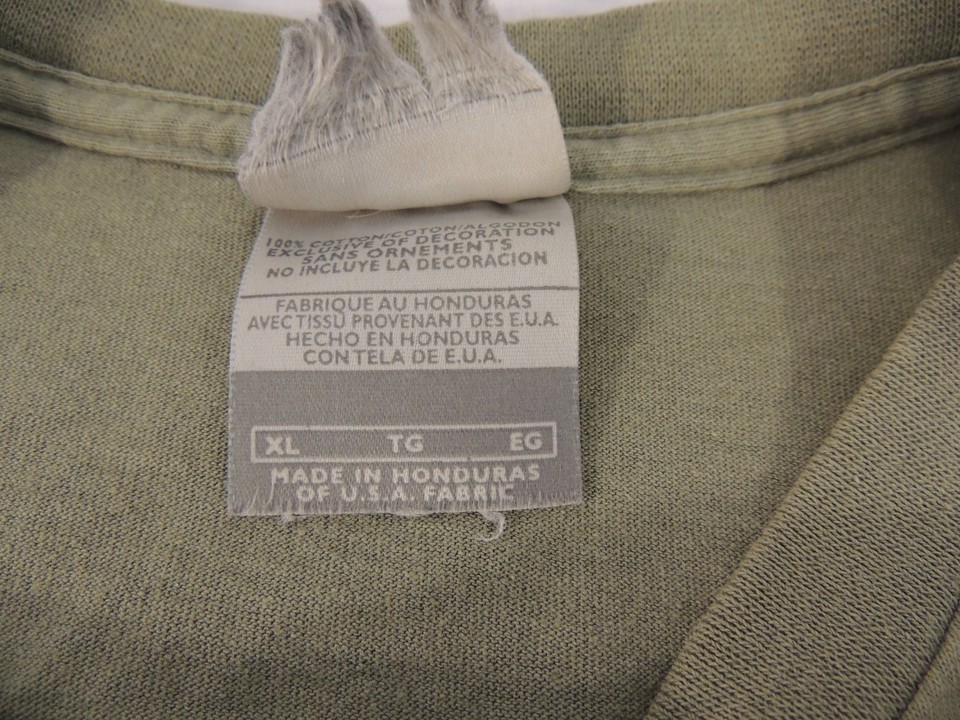 100% COTTON/COTON/ALGODON
EXCLUSIVE OF DECORATION
SANS ORNEMENTS
NO INCLUYE LA DECORACION
FABRIQUE AU HONDURAS
AVEC TISSU PROVENANT DES E.U.A.
HECHO EN HONDURAS
CON TELA DE E.U.A.
XL TG EG
MADE IN HONDURAS
OF U.S.A. FABRIC